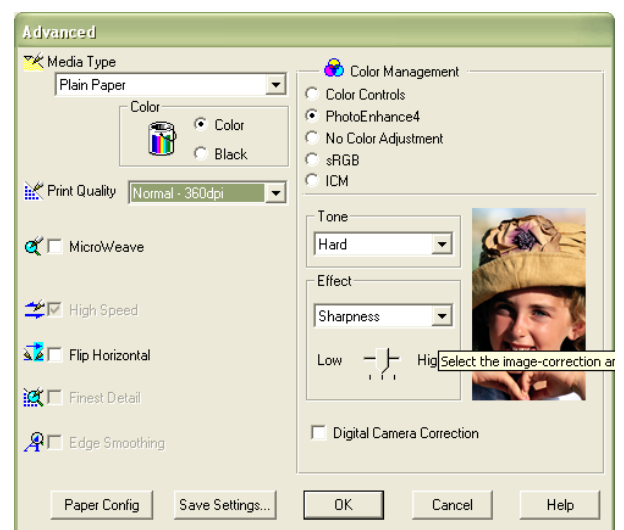 Advanced
Media Type
Plain Paper
Color
Color
Black
Print Quality
Normal - 360dpi
MicroWeave
High Speed
Flip Horizontal
Finest Detail
Edge Smoothing
Color Management
Color Controls
PhotoEnhance4
No Color Adjustment
sRGB
ICM
Tone
Hard
Effect
Sharpness
Low
Hig
Select the image-correction ar
Digital Camera Correction
Paper Config
Save Settings...
OK
Cancel
Help